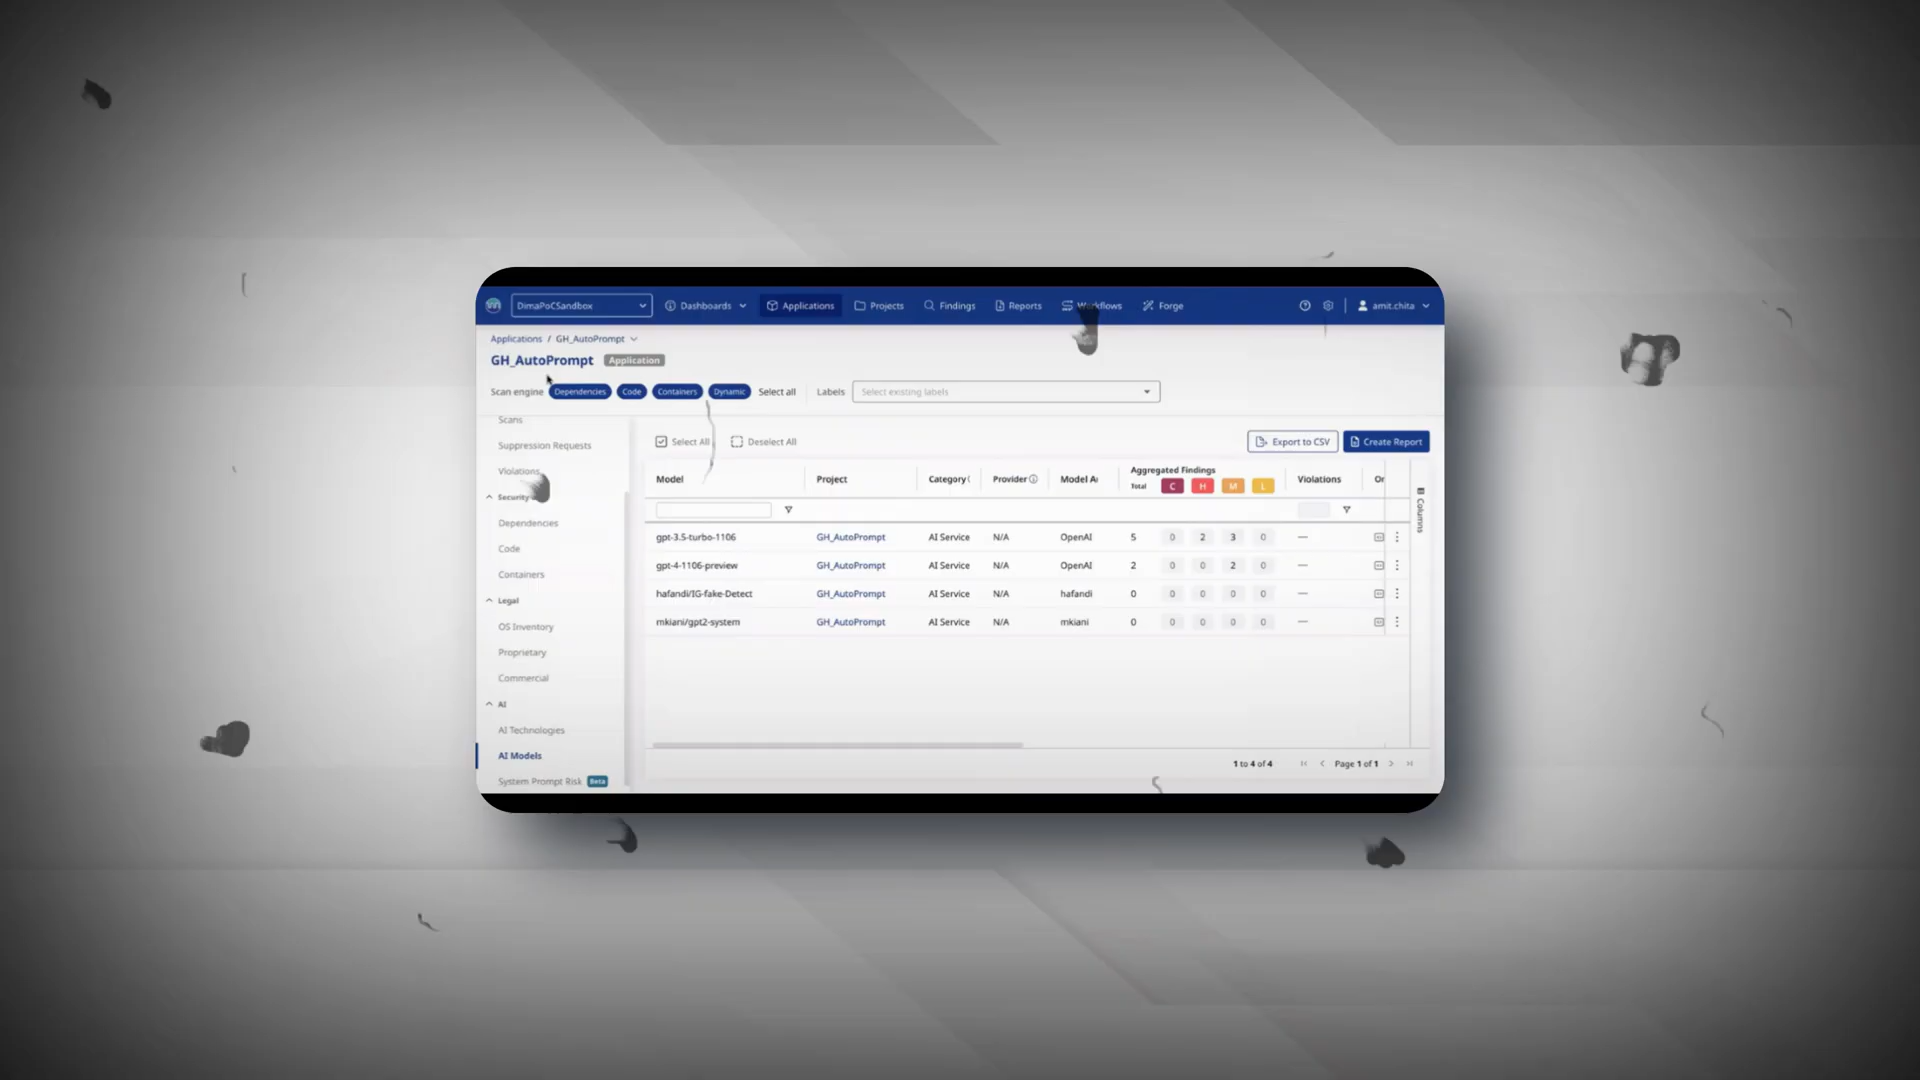 DimaPoCSandbox Dashboards Applications Projects Findings Reports Workflows Forge amit.chita
Applications / GH_AutoPrompt
GH_AutoPrompt Application
Scan engine Dependencies Code Containers Dynamic Select all Labels Select existing labels
Scans
Suppression Requests
Violations
Security
Dependencies
Code
Containers
Legal
OS Inventory
Proprietary
Commercial
AI
AI Technologies
AI Models
System Prompt Risk Beta
Select All Deselect All Export to CSV Create Report
Model Project Category Provider Model A Aggregated Findings Violations Or
Total C H M L
Columns
gpt-3.5-turbo-1106 GH_AutoPrompt AI Service N/A OpenAI 5 0 2 3 0 —
gpt-4-1106-preview GH_AutoPrompt AI Service N/A OpenAI 2 0 0 2 0 —
hafandi/IG-fake-Detect GH_AutoPrompt AI Service N/A hafandi 0 0 0 0 0 —
mkiani/gpt2-system GH_AutoPrompt AI Service N/A mkiani 0 0 0 0 0 —
1 to 4 of 4 Page 1 of 1